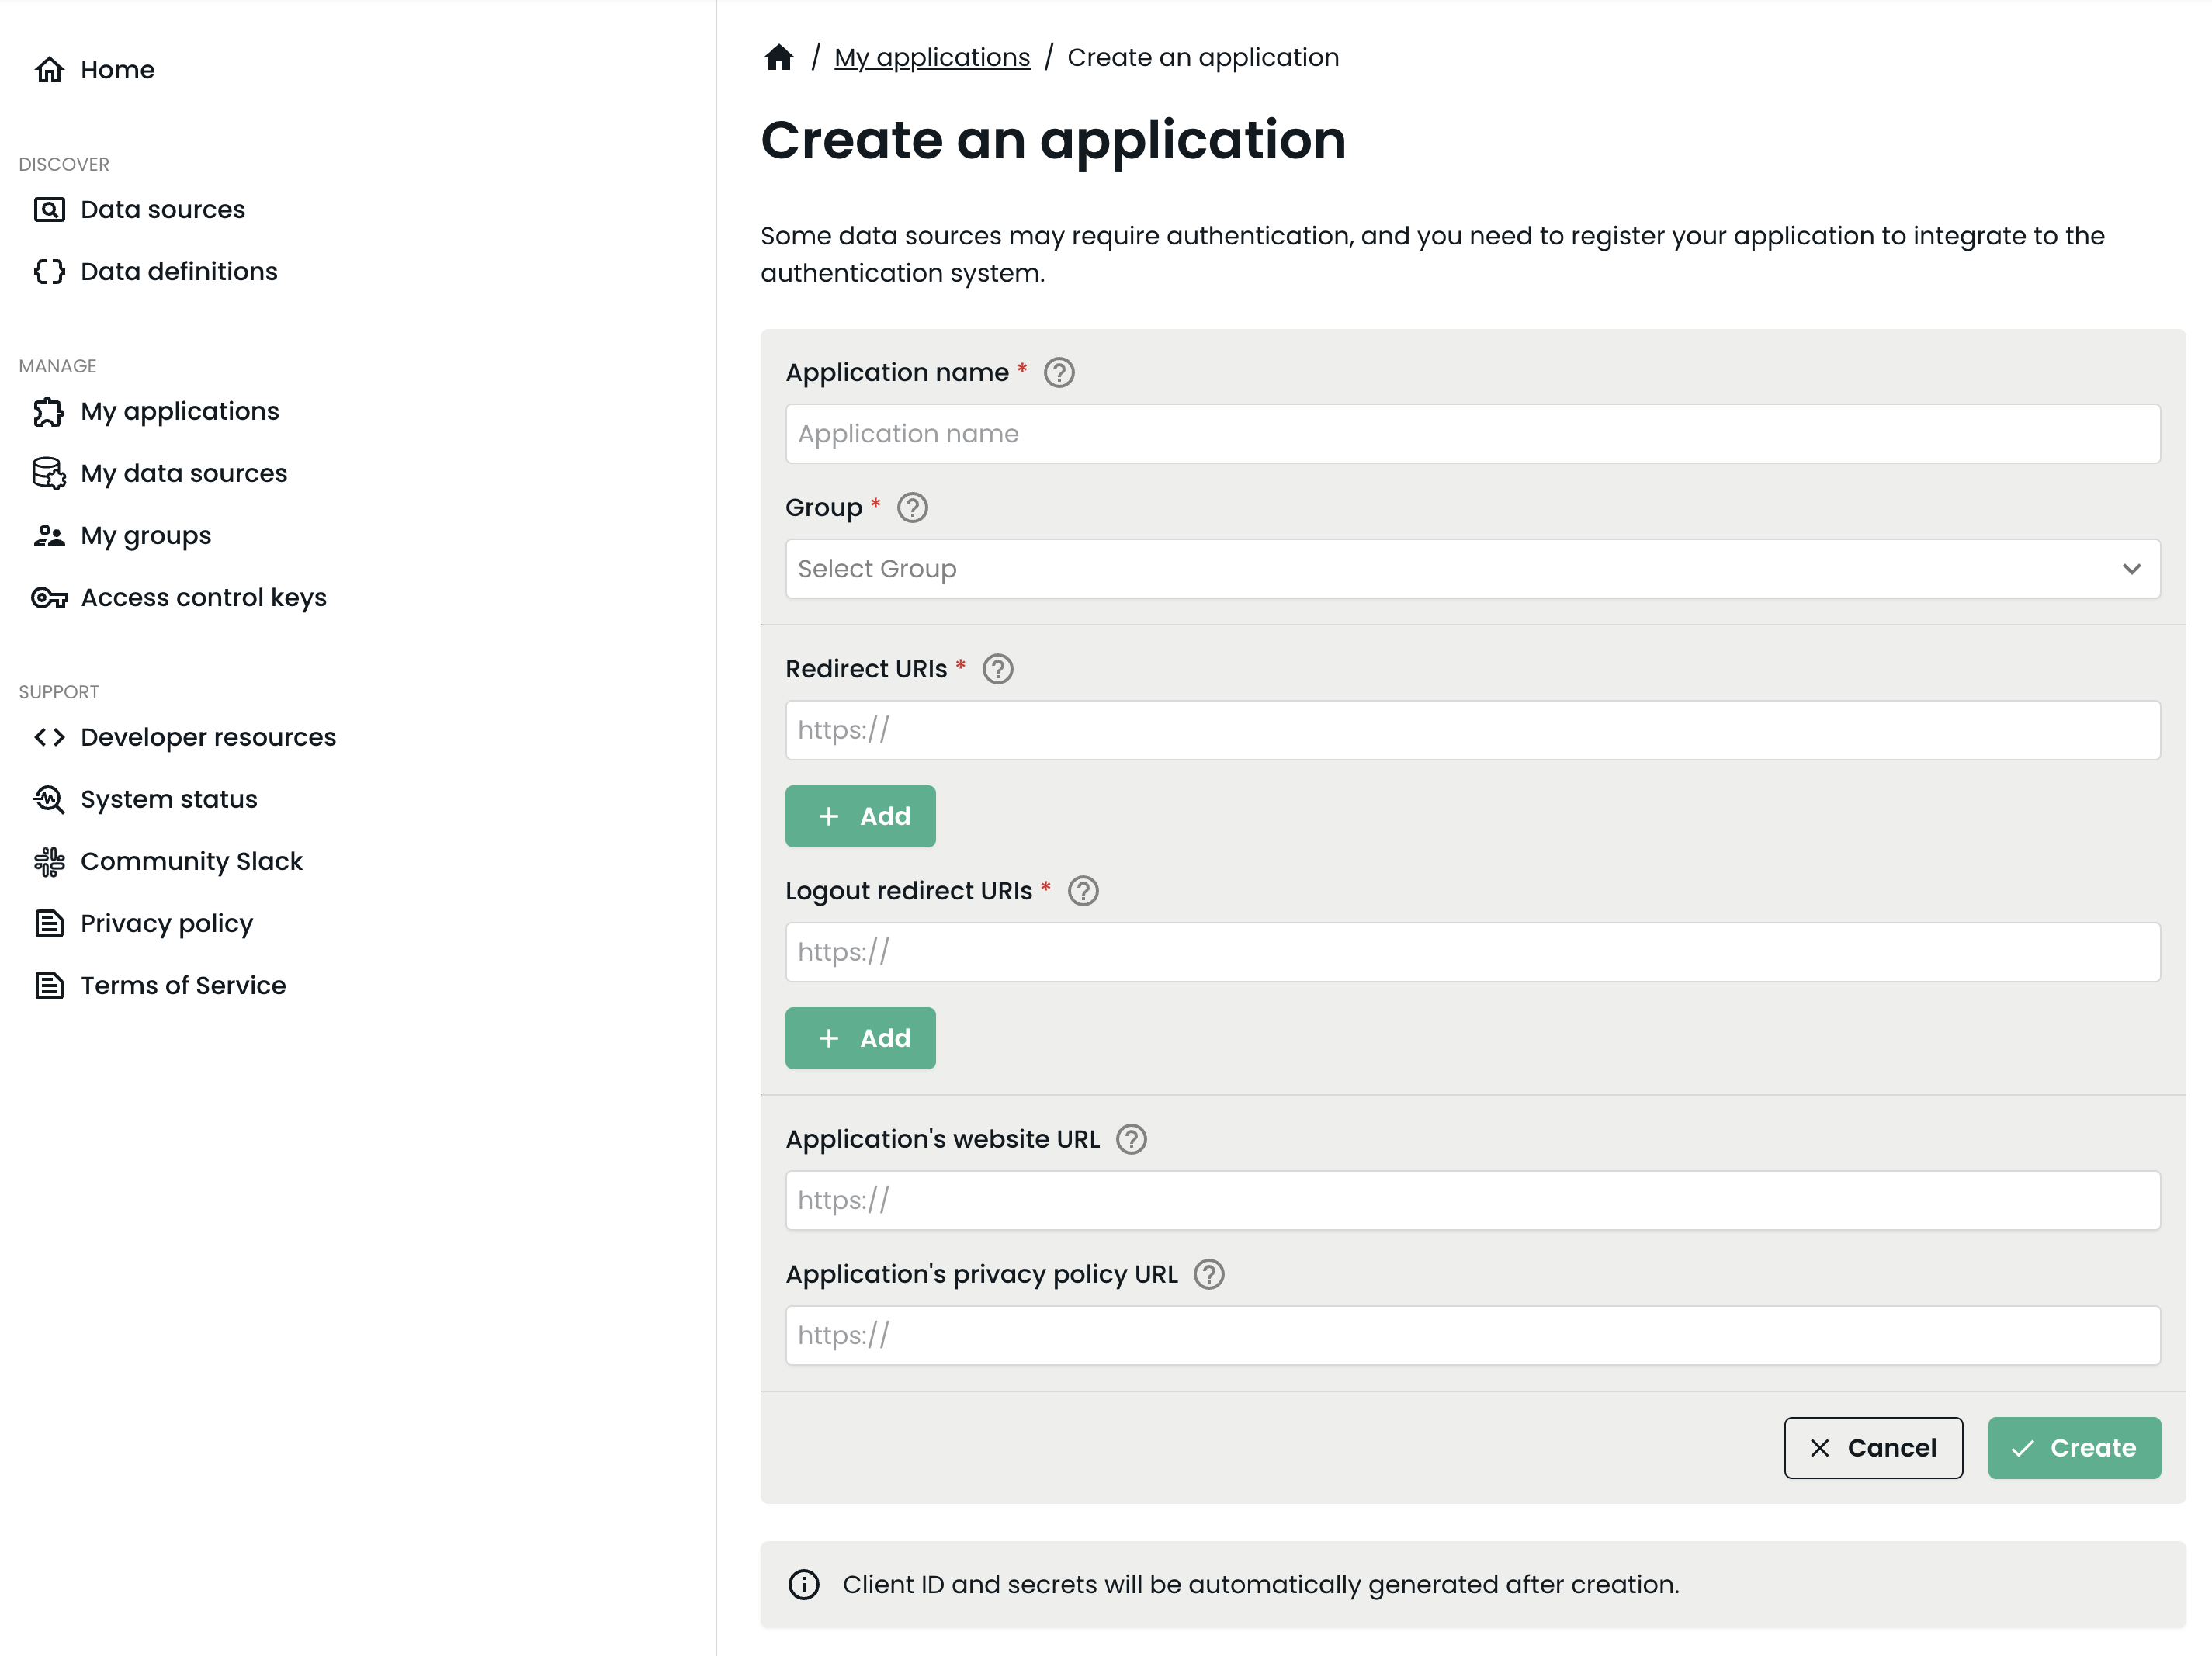 Home
DISCOVER
Data sources
Data definitions
MANAGE
My applications
My data sources
My groups
Access control keys
SUPPORT
Developer resources
System status
Community Slack
Privacy policy
Terms of Service
/ My applications / Create an application
Create an application
Some data sources may require authentication, and you need to register your application to integrate to the
authentication system.
Application name *
Application name
Group *
Select Group
Redirect URIs *
https://
+ Add
Logout redirect URIs *
https://
+ Add
Application's website URL
https://
Application's privacy policy URL
https://
Cancel
Create
Client ID and secrets will be automatically generated after creation.